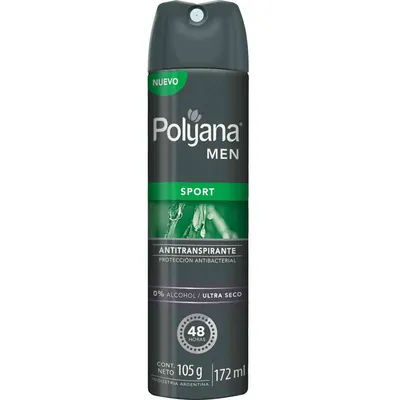 NUEVO
Polyana
MEN
SPORT
ANTITRANSPIRANTE
PROTECCIÓN ANTIBACTERIAL
0% ALCOHOL / ULTRA SECO
48
HORAS
CONT. NETO 105 g 172 ml
INDUSTRIA ARGENTINA